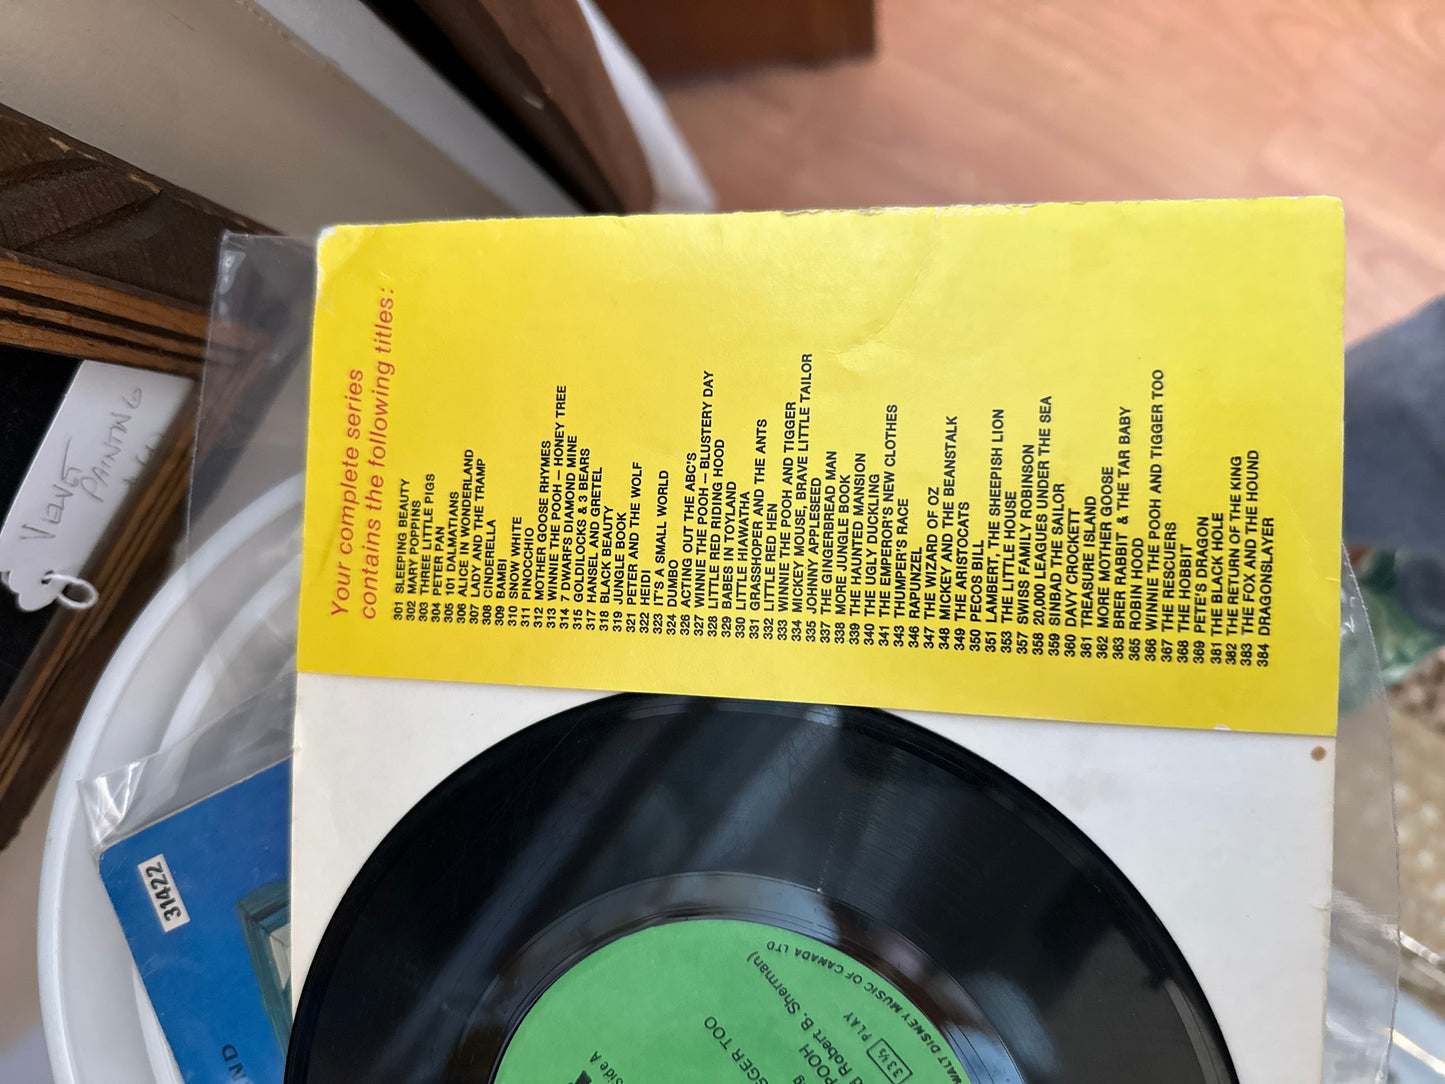 Your complete series
contains the following titles:
301 SLEEPING BEAUTY
302 MARY POPPINS
303 THREE LITTLE PIGS
304 PETER PAN
305 101 DALMATIANS
306 ALICE IN WONDERLAND
307 LADY AND THE TRAMP
308 CINDERELLA
309 BAMBI
310 SNOW WHITE
311 PINOCCHIO
312 MOTHER GOOSE RHYMES
313 WINNIE THE POOH – HONEY TREE
314 7 DWARFS DIAMOND MINE
315 GOLDILOCKS & 3 BEARS
317 HANSEL AND GRETEL
318 BLACK BEAUTY
319 JUNGLE BOOK
321 PETER AND THE WOLF
322 HEIDI
323 IT'S A SMALL WORLD
324 DUMBO
326 ACTING OUT THE ABC'S
327 WINNIE THE POOH – BLUSTERY DAY
328 LITTLE RED RIDING HOOD
329 BABES IN TOYLAND
330 LITTLE HIAWATHA
331 GRASSHOPER AND THE ANTS
332 LITTLE RED HEN
333 WINNIE THE POOH AND TIGGER
334 MICKEY MOUSE, BRAVE LITTLE TAILOR
335 JOHNNY APPLESEED
337 THE GINGERBREAD MAN
338 MORE JUNGLE BOOK
339 THE HAUNTED MANSION
340 THE UGLY DUCKLING
341 THE EMPEROR'S NEW CLOTHES
343 THUMPER'S RACE
346 RAPUNZEL
347 THE WIZARD OF OZ
348 MICKEY AND THE BEANSTALK
349 THE ARISTOCATS
350 PECOS BILL
351 LAMBERT, THE SHEEPISH LION
353 THE LITTLE HOUSE
357 SWISS FAMILY ROBINSON
358 20,000 LEAGUES UNDER THE SEA
359 SINBAD THE SAILOR
360 DAVY CROCKETT
361 TREASURE ISLAND
362 MORE MOTHER GOOSE
363 BRER RABBIT & THE TAR BABY
365 ROBIN HOOD
366 WINNIE THE POOH AND TIGGER TOO
367 THE RESCUERS
368 THE HOBBIT
369 PETE'S DRAGON
381 THE BLACK HOLE
382 THE RETURN OF THE KING
383 THE FOX AND THE HOUND
384 DRAGONSLAYER
VELVET
PAINTING
31422
ND
WALT DISNEY MUSIC OF CANADA LTD
33 1/3 PLAY
Robert B. Sherman)
POOH
GGER TOO
side A